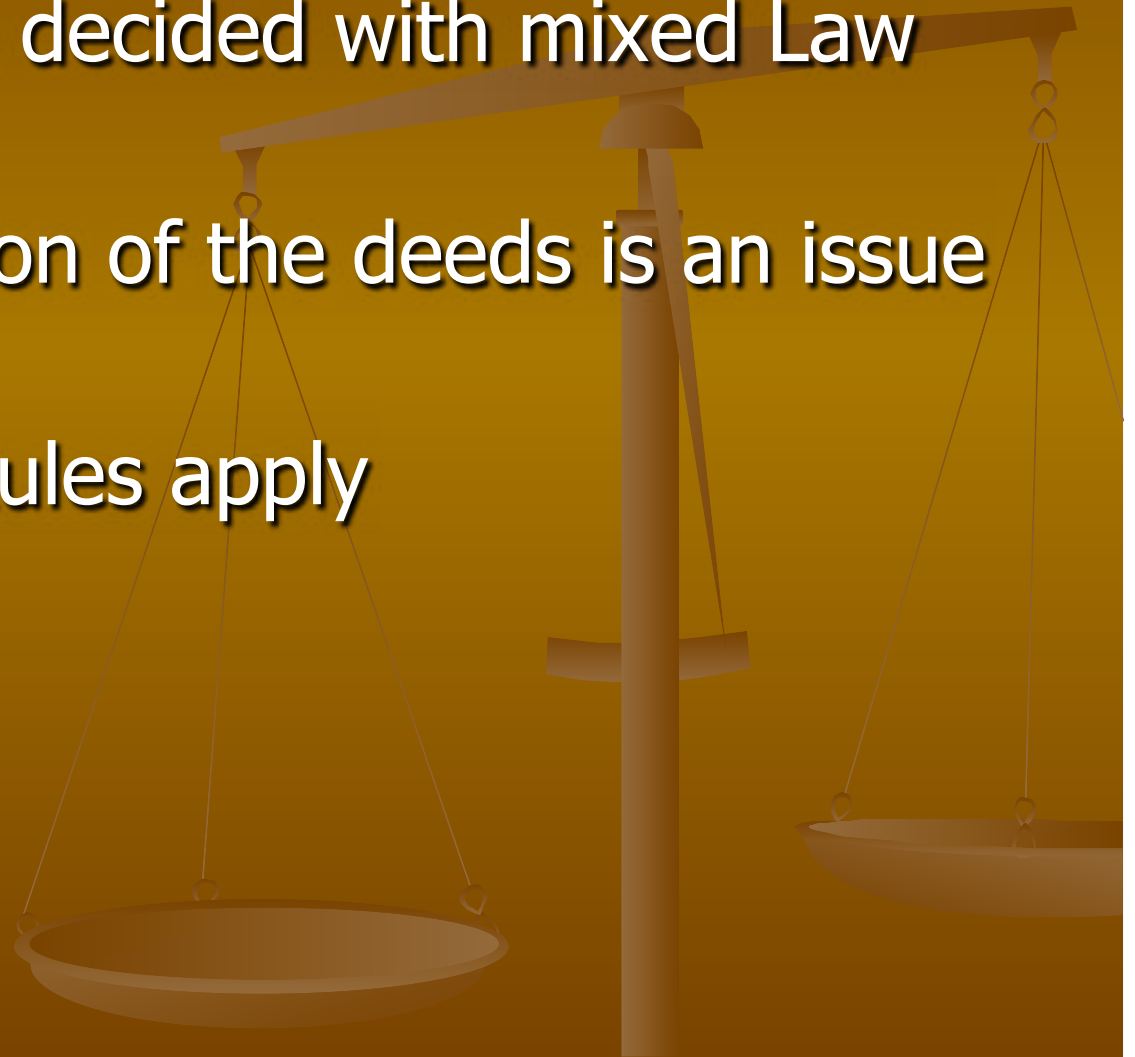 decided with mixed Law
on of the deeds is an issue
ules apply